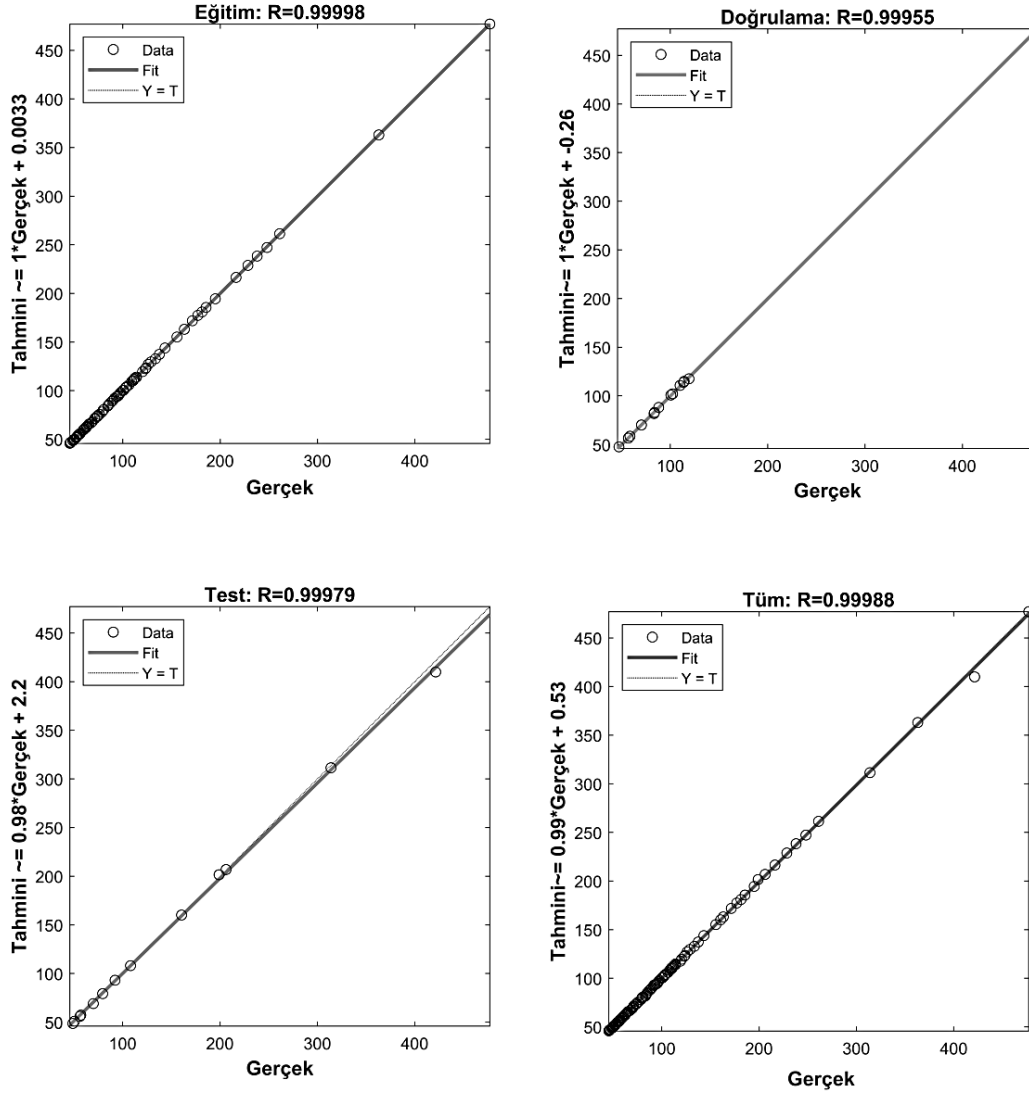 Eğitim: R=0.99998
Tahmini ~= 1*Gerçek + 0.0033
450
400
350
300
250
200
150
100
50
Data
Fit
Y = T
100
200
300
400
Gerçek
Doğrulama: R=0.99955
Tahmini~= 1*Gerçek + -0.26
450
400
350
300
250
200
150
100
50
Data
Fit
Y = T
100
200
300
400
Gerçek
Test: R=0.99979
Tahmini ~= 0.98*Gerçek + 2.2
450
400
350
300
250
200
150
100
50
Data
Fit
Y = T
100
200
300
400
Gerçek
Tüm: R=0.99988
Tahmini~= 0.99*Gerçek + 0.53
450
400
350
300
250
200
150
100
50
Data
Fit
Y = T
100
200
300
400
Gerçek